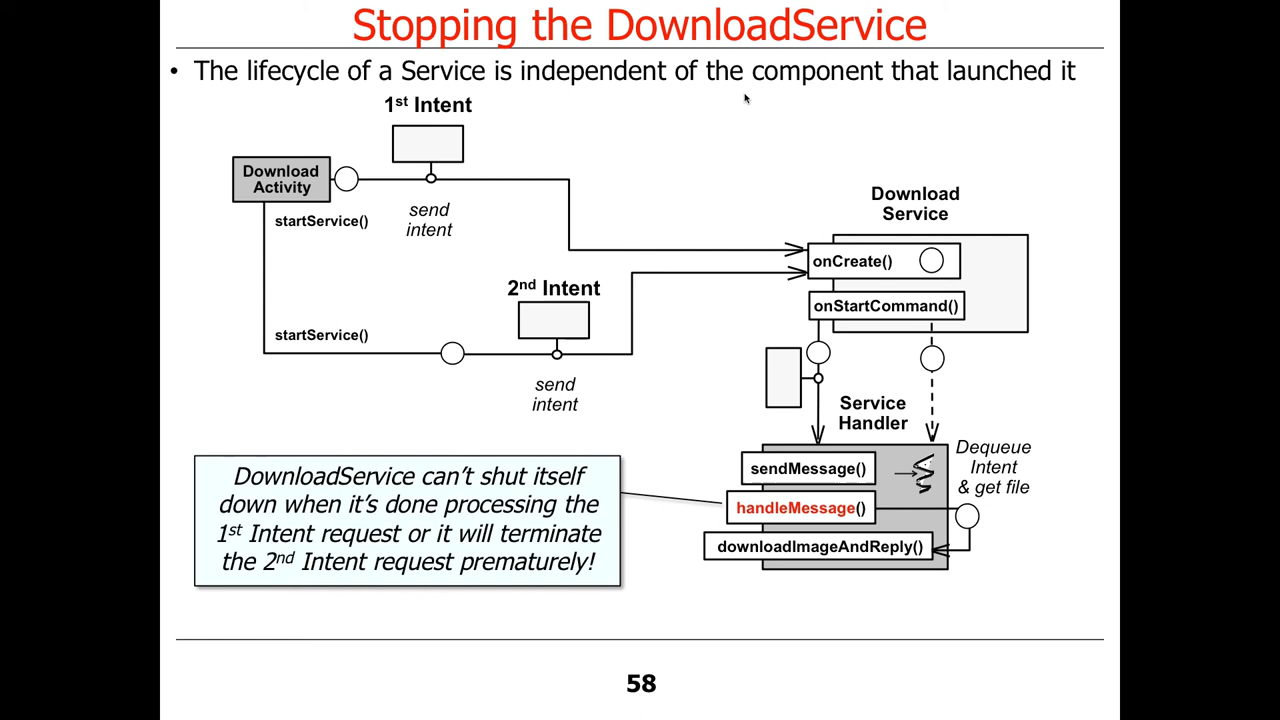 Stopping the DownloadService
• The lifecycle of a Service is independent of the component that launched it
1st Intent
Download
Activity
startService()
send
intent
Download
Service
onCreate()
onStartCommand()
2nd Intent
startService()
send
intent
Service
Handler
sendMessage()
handleMessage()
downloadImageAndReply()
Dequeue
Intent
& get file
DownloadService can't shut itself
down when it's done processing the
1st Intent request or it will terminate
the 2nd Intent request prematurely!
58